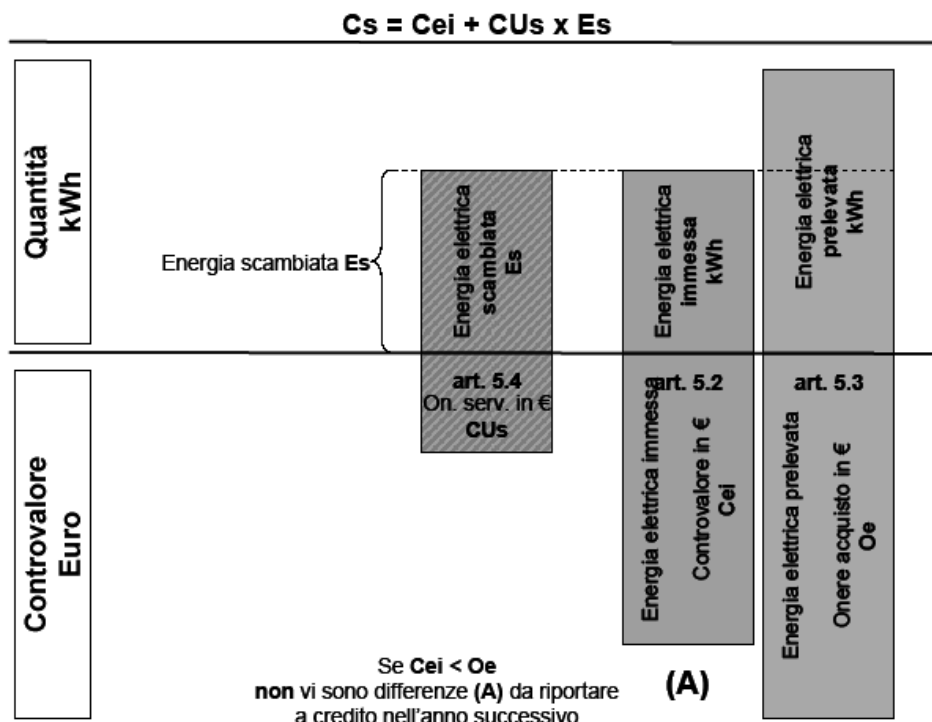 Cs = Cei + CUs x Es
Quantità
kWh
Energia scambiata Es
Energia elettrica
scambiata
Es
Energia elettrica
immessa
kWh
Energia elettrica
prelevata
kWh
Controvalore
Euro
art. 5.4
On. serv. in €
CUs
art. 5.2
Energia elettrica immessa
Controvalore in €
Cei
art. 5.3
Energia elettrica prelevata
Onere acquisto in €
Oe
Se Cei < Oe
non vi sono differenze (A) da riportare
a credito nell'anno successivo
(A)